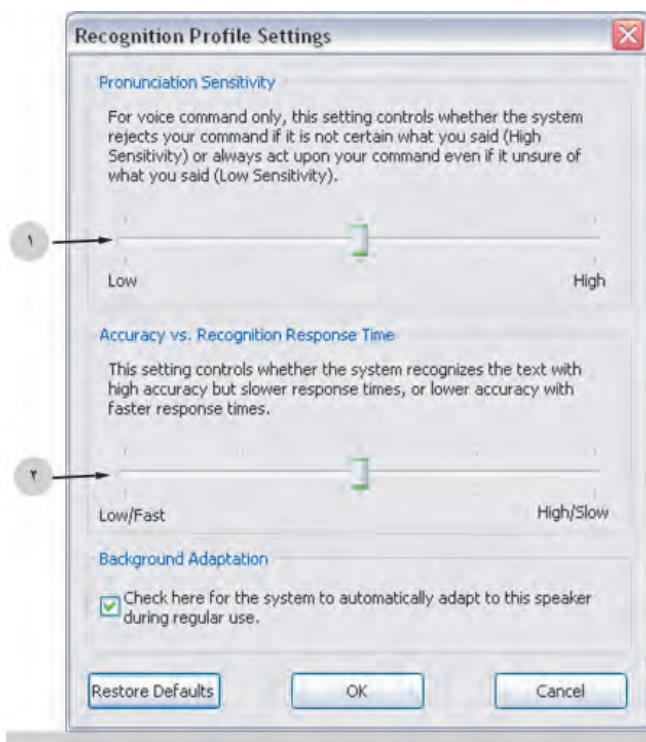 Recognition Profile Settings
Pronunciation Sensitivity
For voice command only, this setting controls whether the system
rejects your command if it is not certain what you said (High
Sensitivity) or always act upon your command even if it unsure of
what you said (Low Sensitivity).
١
Low High
Accuracy vs. Recognition Response Time
This setting controls whether the system recognizes the text with
high accuracy but slower response times, or lower accuracy with
faster response times.
٢
Low/Fast High/Slow
Background Adaptation
Check here for the system to automatically adapt to this speaker
during regular use.
Restore Defaults OK Cancel